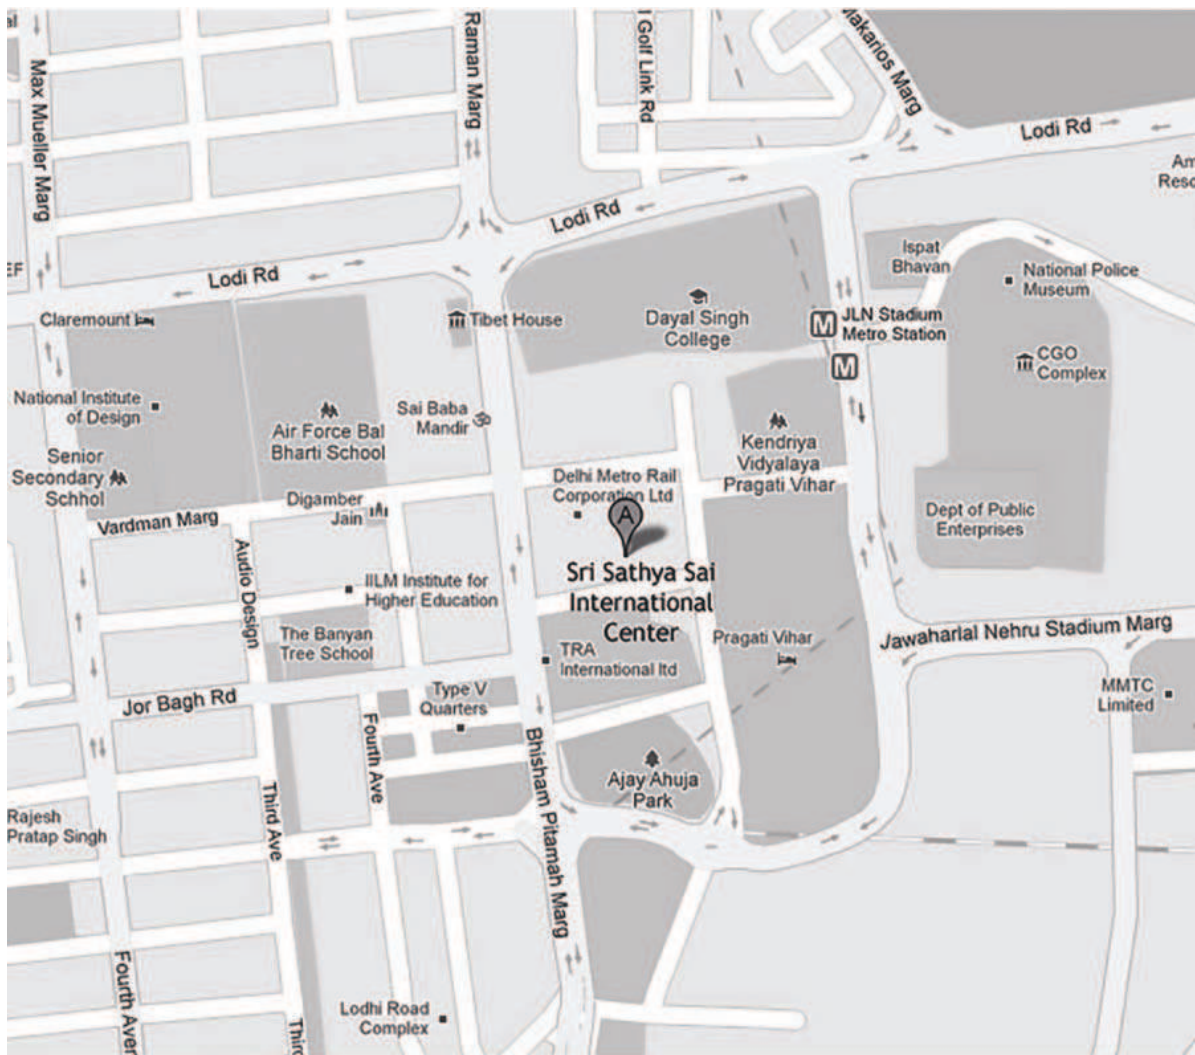 ai
Max Mueller Marg
Raman Marg
Golf Link Rd
Makarios Marg
Lodi Rd
Am
Reso
Lodi Rd
Ispat
Bhavan
EF
Lodi Rd
National Police
Museum
Claremount
Tibet House
Dayal Singh
College
JLN Stadium
Metro Station
M
M
CGO
Complex
National Institute
of Design
Air Force Bal
Bharti School
Sai Baba
Mandir
Kendriya
Vidyalaya
Pragati Vihar
Senior
Secondary
Schhol
Delhi Metro Rail
Corporation Ltd
Digamber
Jain
A
Dept of Public
Enterprises
Vardman Marg
Audio Design
Sri Sathya Sai
International
Center
IILM Institute for
Higher Education
The Banyan
Tree School
Pragati Vihar
Jawaharlal Nehru Stadium Marg
TRA
International ltd
Jor Bagh Rd
Type V
Quarters
MMTC
Limited
Fourth Ave
Bhisham Pitamah Marg
Ajay Ahuja
Park
Third Ave
Rajesh
Pratap Singh
Fourth Aven
Lodhi Road
Complex
Third